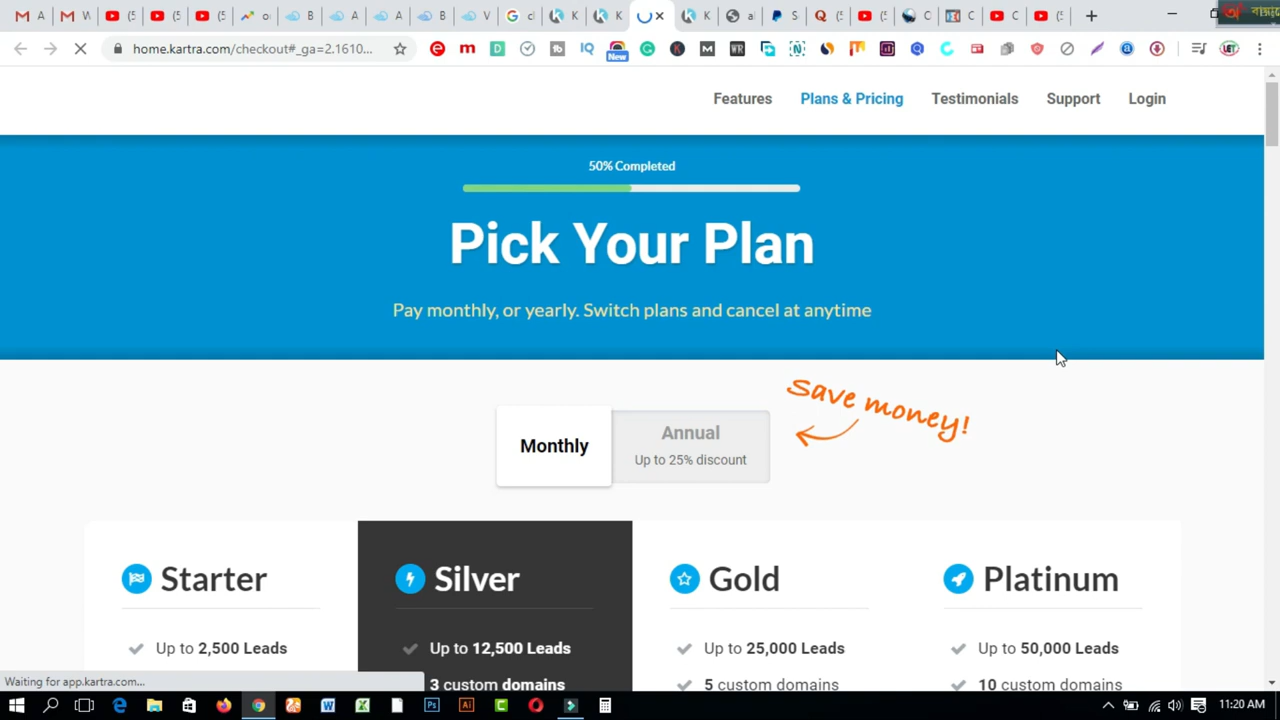 home.kartra.com/checkout#_ga=2.1610...
New
Features Plans & Pricing Testimonials Support Login
50% Completed
Pick Your Plan
Pay monthly, or yearly. Switch plans and cancel at anytime
Save money!
Monthly
Annual
Up to 25% discount
Starter Silver Gold Platinum
Up to 2,500 Leads Up to 12,500 Leads Up to 25,000 Leads Up to 50,000 Leads
3 custom domains 5 custom domains 10 custom domains
Waiting for app.kartra.com...
11:20 AM